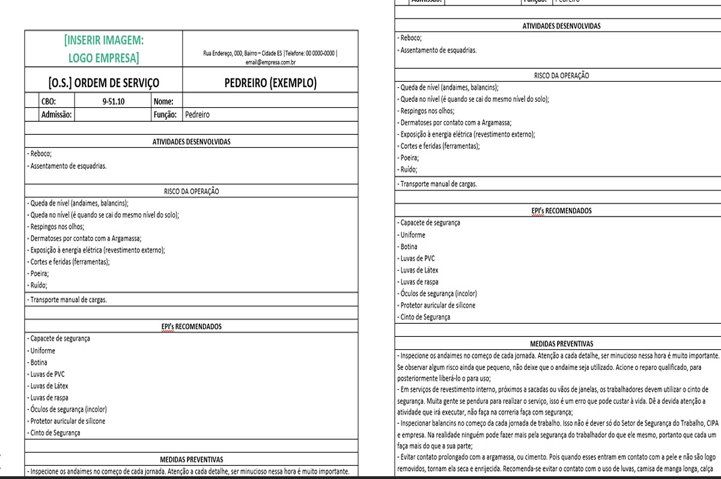 [INSERIR IMAGEM:
LOGO EMPRESA]
Rua Endereço, 000, Bairro – Cidade ES |Telefone: 00 0000-0000 |
email@empresa.com.br
[O.S.] ORDEM DE SERVIÇO
PEDREIRO (EXEMPLO)
CBO: 9-51.10 Nome:
Admissão: Função: Pedreiro
ATIVIDADES DESENVOLVIDAS
- Reboco;
- Assentamento de esquadrias.
RISCO DA OPERAÇÃO
- Queda de nível (andaimes, balancins);
- Queda no nível (é quando se cai do mesmo nível do solo);
- Respingos nos olhos;
- Dermatoses por contato com a Argamassa;
- Exposição à energia elétrica (revestimento externo);
- Cortes e feridas (ferramentas);
- Poeira;
- Ruído;
- Transporte manual de cargas.
EPI's RECOMENDADOS
- Capacete de segurança
- Uniforme
- Botina
- Luvas de PVC
- Luvas de Látex
- Luvas de raspa
- Óculos de segurança (incolor)
- Protetor auricular de silicone
- Cinto de Segurança
MEDIDAS PREVENTIVAS
- Inspecione os andaimes no começo de cada jornada. Atenção a cada detalhe, ser minucioso nessa hora é muito importante.
Admissão: Função: Pedreiro
ATIVIDADES DESENVOLVIDAS
- Reboco;
- Assentamento de esquadrias.
RISCO DA OPERAÇÃO
- Queda de nível (andaimes, balancins);
- Queda no nível (é quando se cai do mesmo nível do solo);
- Respingos nos olhos;
- Dermatoses por contato com a Argamassa;
- Exposição à energia elétrica (revestimento externo);
- Cortes e feridas (ferramentas);
- Poeira;
- Ruído;
- Transporte manual de cargas.
EPI's RECOMENDADOS
- Capacete de segurança
- Uniforme
- Botina
- Luvas de PVC
- Luvas de Látex
- Luvas de raspa
- Óculos de segurança (incolor)
- Protetor auricular de silicone
- Cinto de Segurança
MEDIDAS PREVENTIVAS
- Inspecione os andaimes no começo de cada jornada. Atenção a cada detalhe, ser minucioso nessa hora é muito importante.
Se observar algum risco ainda que pequeno, não deixe que o andaime seja utilizado. Acione o reparo qualificado, para
posteriormente liberá-lo o para uso;
- Em serviços de revestimento interno, próximos a sacadas ou vãos de janelas, os trabalhadores devem utilizar o cinto de
segurança. Muita gente se pendura para realizar o serviço, isso é um erro que pode custar à vida. Dê a devida atenção a
atividade que irá executar, não faça na correria faça com segurança;
- Inspecionar balancins no começo da cada jornada de trabalho. Isso não é dever só do Setor de Segurança do Trabalho, CIPA
e empresa. Na realidade ninguém pode fazer mais pela segurança do trabalhador do que ele mesmo, portanto que cada um
faça mais do que a sua parte;
- Evitar contato prolongado com a argamassa, ou cimento. Pois quando esses entram em contato com a pele e não são logo
removidos, tornam ela seca e enrijecida. Recomenda-se evitar o contato com o uso de luvas, camisa de manga longa, calça